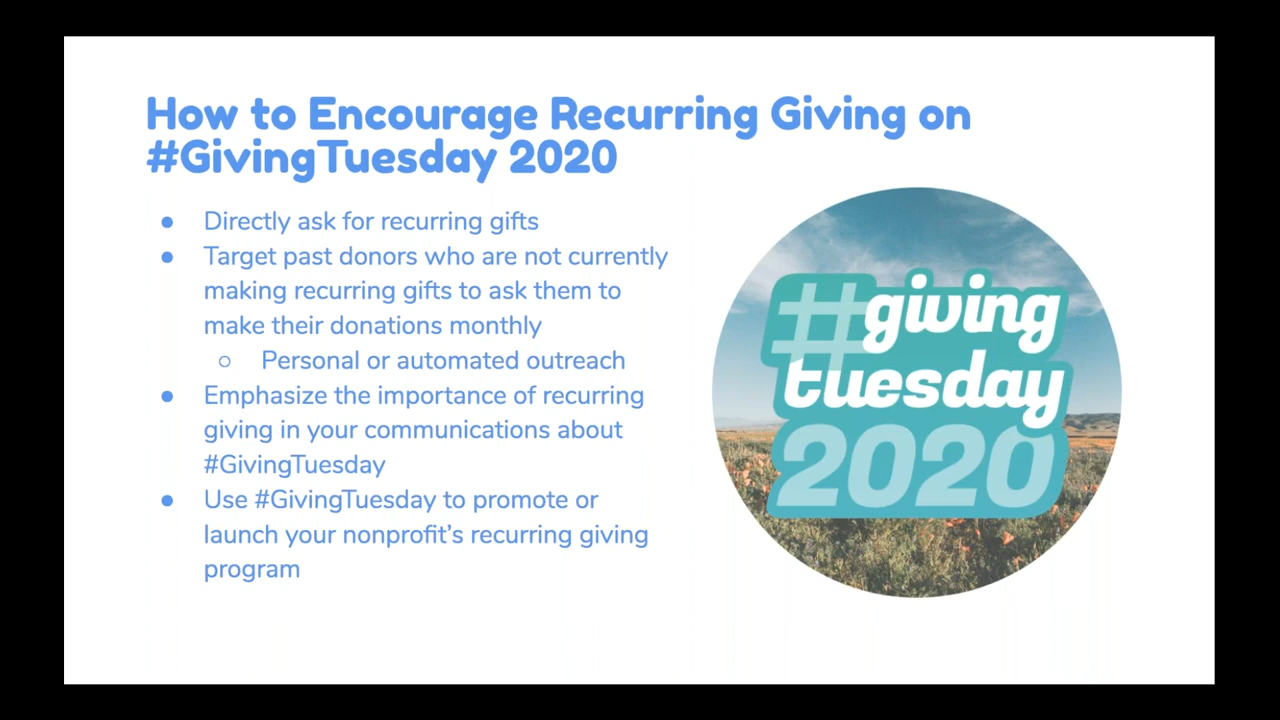 How to Encourage Recurring Giving on
#GivingTuesday 2020
● Directly ask for recurring gifts
● Target past donors who are not currently
making recurring gifts to ask them to
make their donations monthly
○ Personal or automated outreach
● Emphasize the importance of recurring
giving in your communications about
#GivingTuesday
● Use #GivingTuesday to promote or
launch your nonprofit’s recurring giving
program
#giving
tuesday
2020